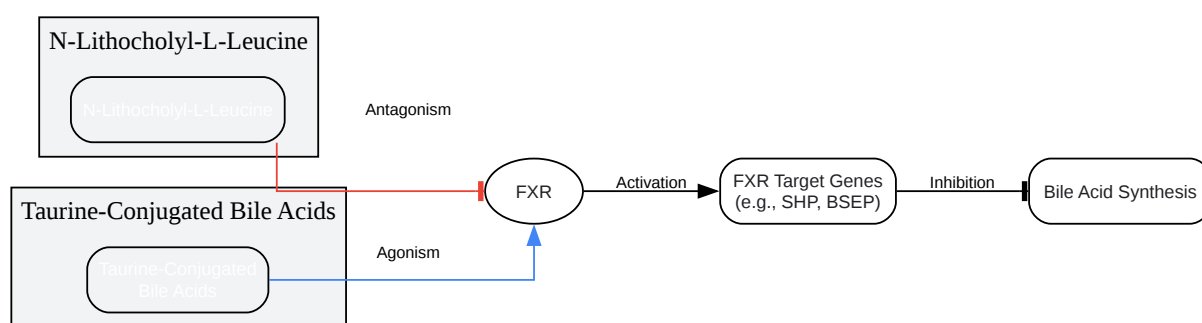 N-Lithocholyl-L-Leucine
N-Lithocholyl-L-Leucine
Antagonism
Taurine-Conjugated Bile Acids
Taurine-Conjugated
Bile Acids
Agonism
FXR
Activation
FXR Target Genes
(e.g., SHP, BSEP)
Inhibition
Bile Acid Synthesis